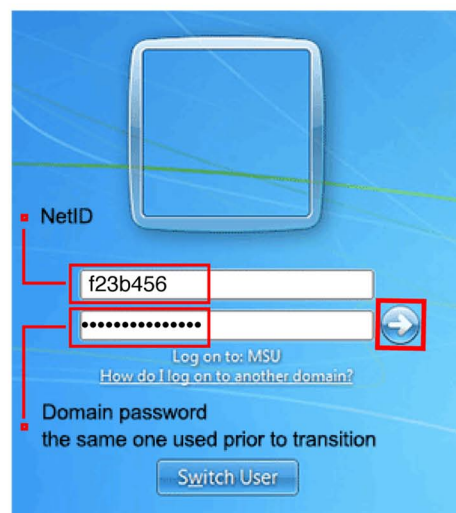 NetID
f23b456
•••••••••••••••
Log on to: MSU
How do I log on to another domain?
Domain password
the same one used prior to transition
Switch User